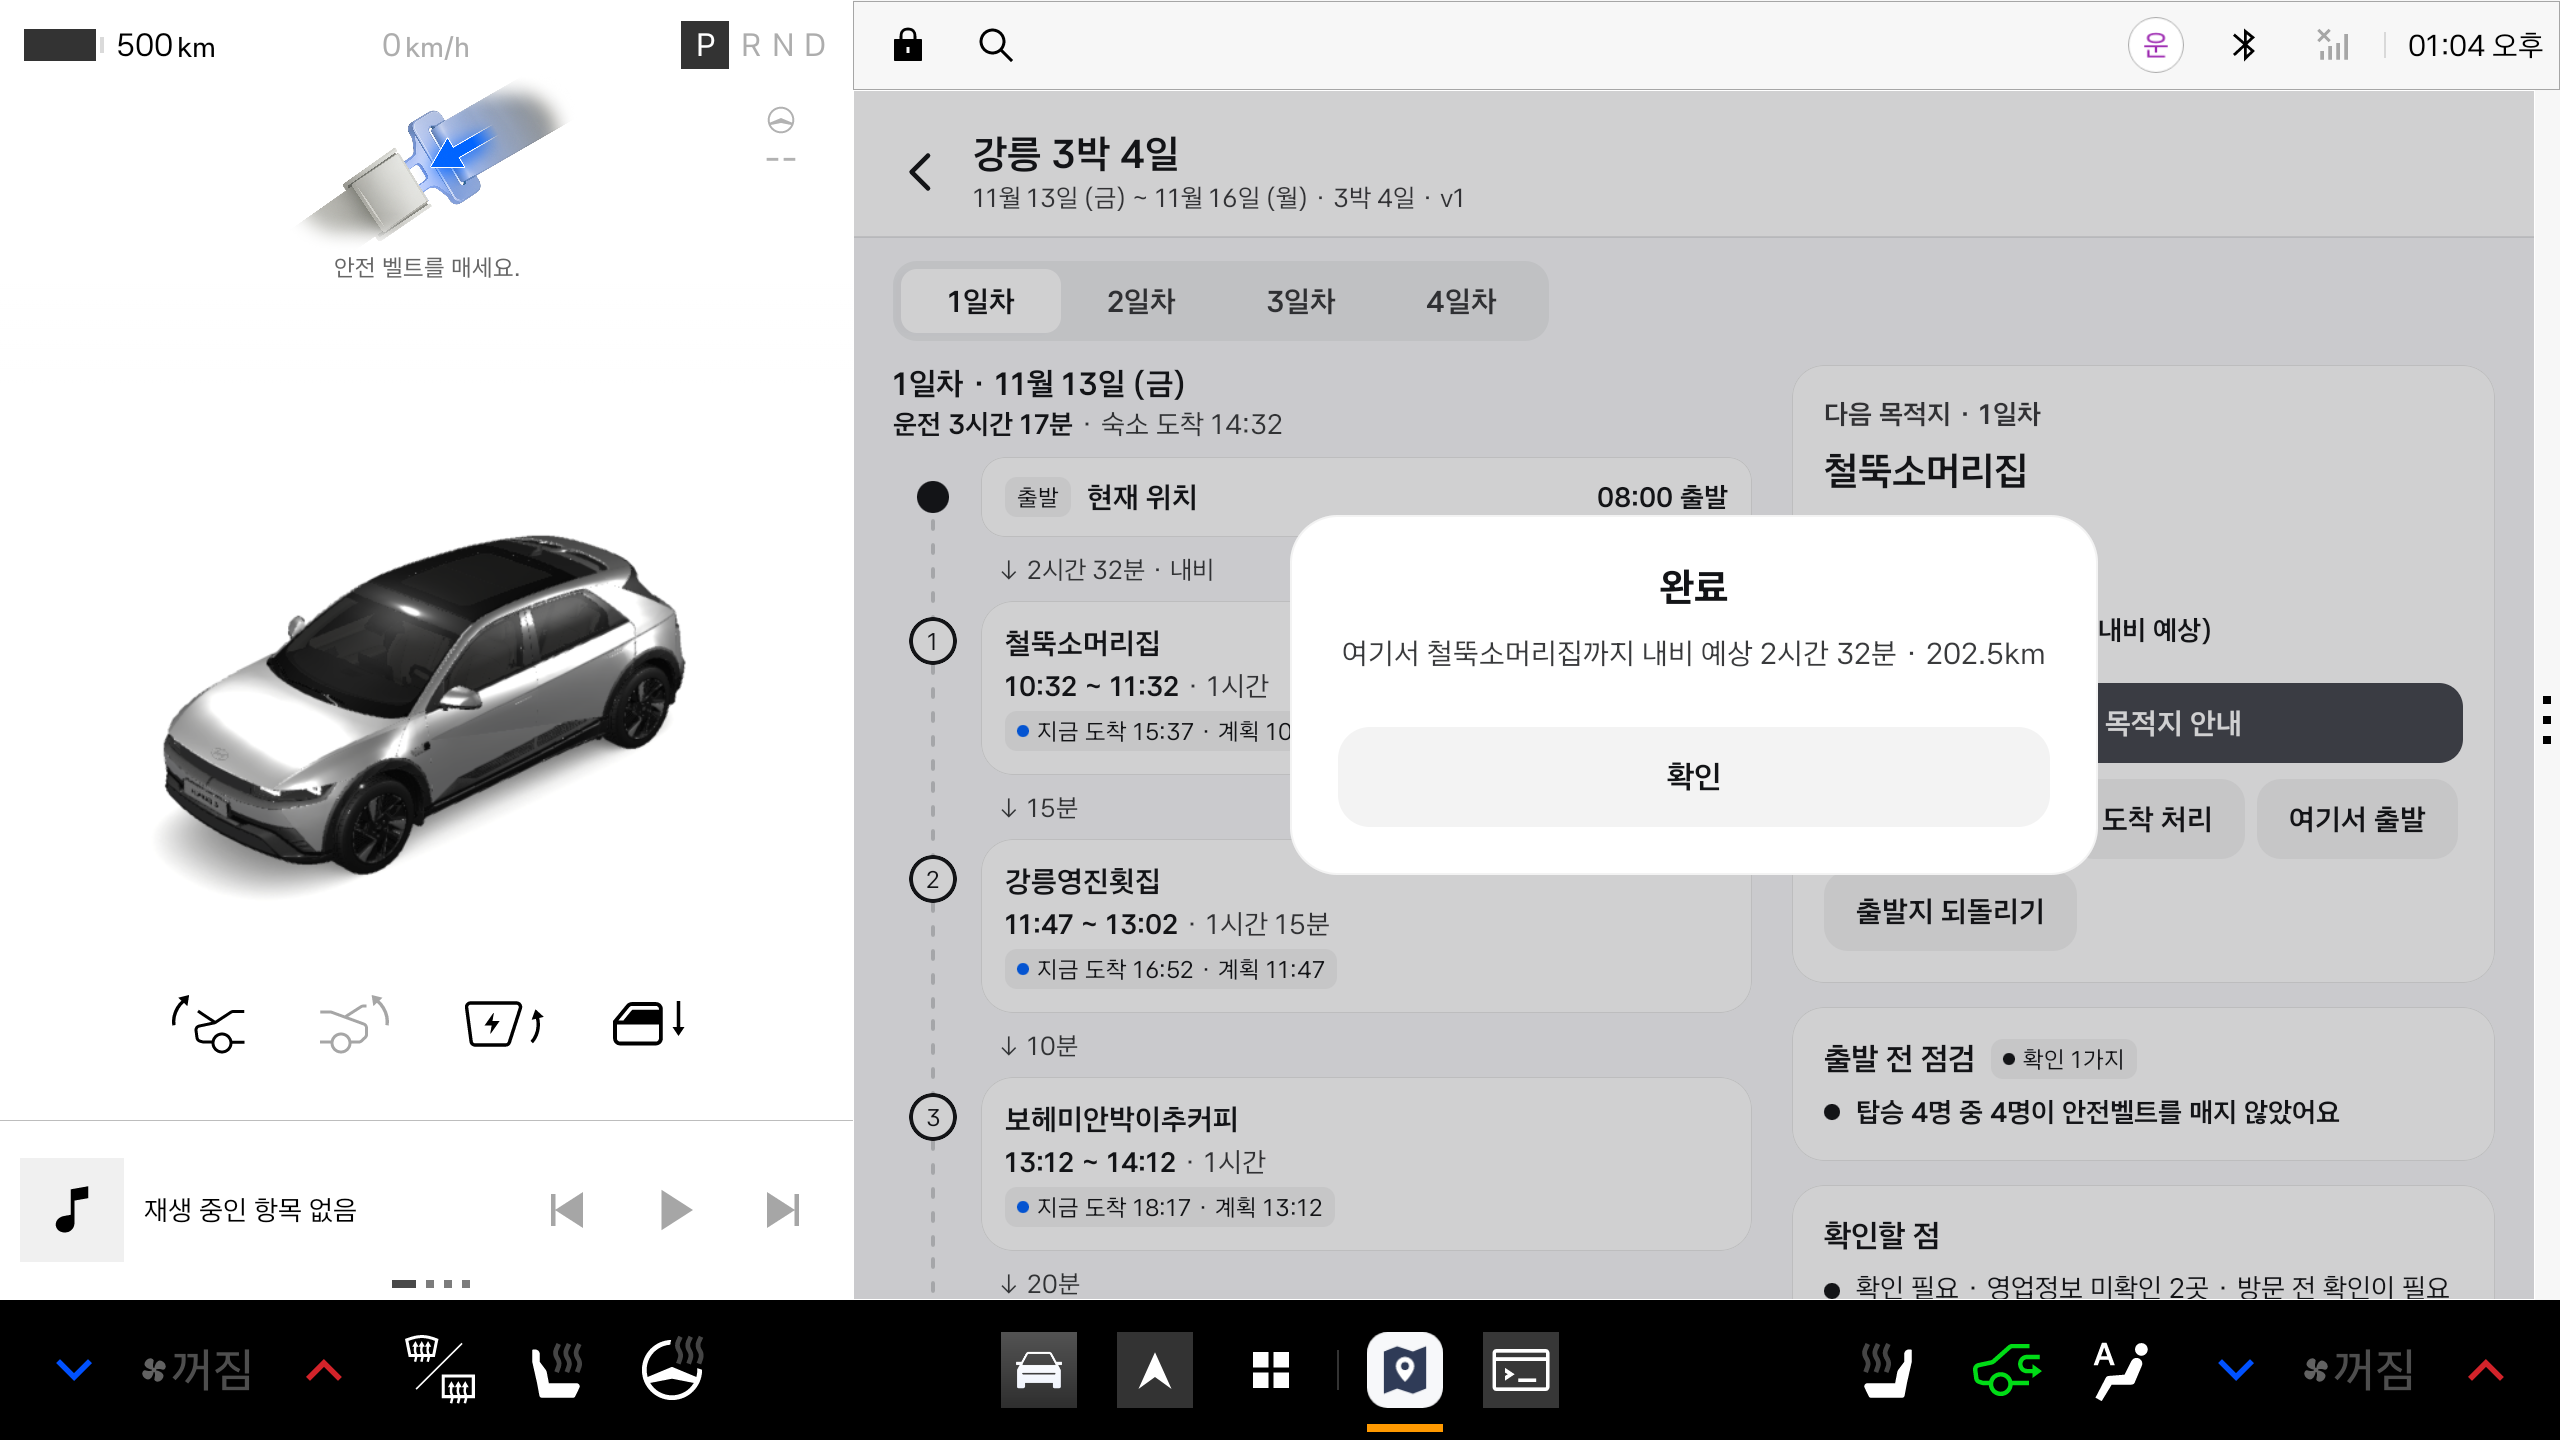 500 km
0 km/h
P R N D
운
01:04 오후
안전 벨트를 매세요.
강릉 3박 4일
11월 13일 (금) ~ 11월 16일 (월) · 3박 4일 · v1
1일차 2일차 3일차 4일차
1일차 · 11월 13일 (금)
운전 3시간 17분 · 숙소 도착 14:32
출발 현재 위치 08:00 출발
↓ 2시간 32분 · 내비
1
철뚝소머리집
10:32 ~ 11:32 · 1시간
지금 도착 15:37 · 계획 10
↓ 15분
2
강릉영진횟집
11:47 ~ 13:02 · 1시간 15분
지금 도착 16:52 · 계획 11:47
↓ 10분
3
보헤미안박이추커피
13:12 ~ 14:12 · 1시간
지금 도착 18:17 · 계획 13:12
↓ 20분
다음 목적지 · 1일차
철뚝소머리집
내비 예상)
목적지 안내
도착 처리
여기서 출발
출발지 되돌리기
출발 전 점검
확인 1가지
탑승 4명 중 4명이 안전벨트를 매지 않았어요
확인할 점
확인 필요 · 영업정보 미확인 2곳 · 방문 전 확인이 필요
완료
여기서 철뚝소머리집까지 내비 예상 2시간 32분 · 202.5km
확인
재생 중인 항목 없음
꺼짐
A
꺼짐